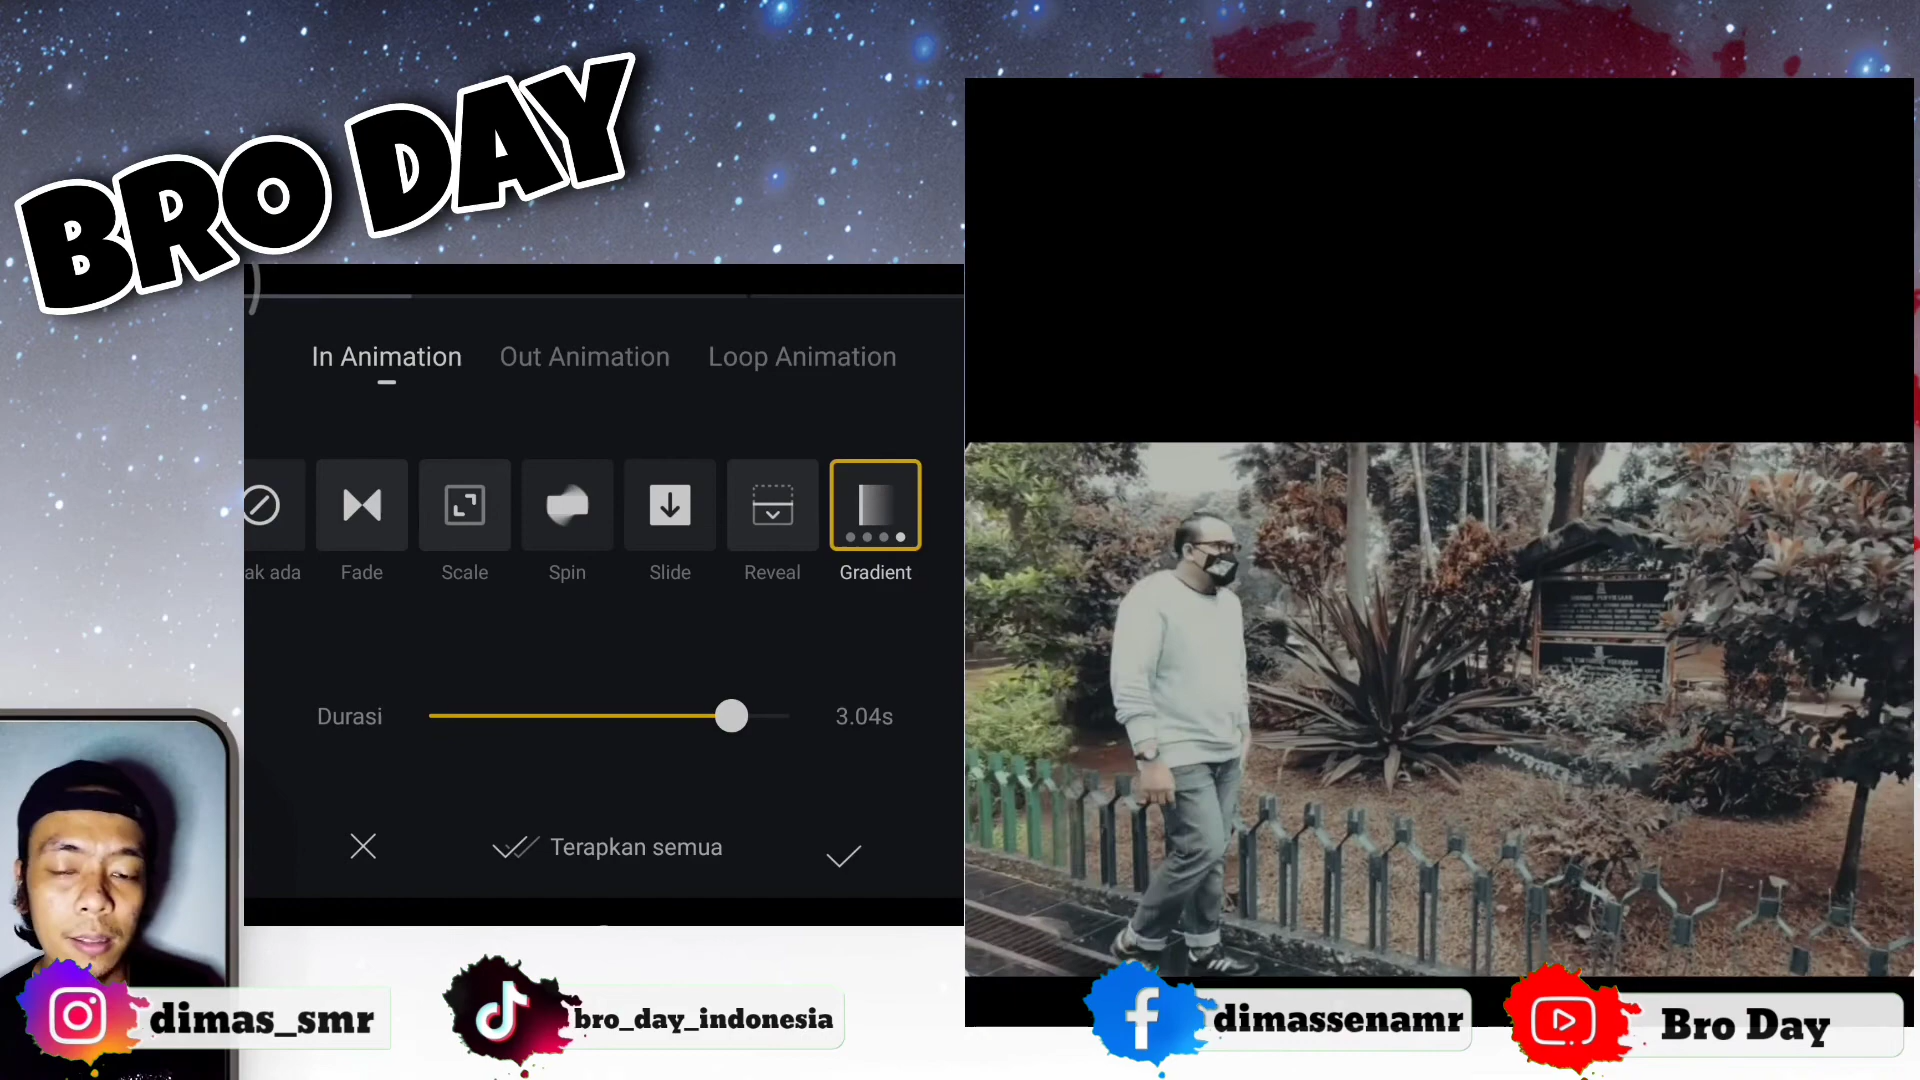 BRO DAY
In Animation
Out Animation
Loop Animation
ak ada
Fade
Scale
Spin
Slide
Reveal
Gradient
Durasi
3.04s
Terapkan semua
dimas_smr
bro_day_indonesia
dimassenamr
Bro Day